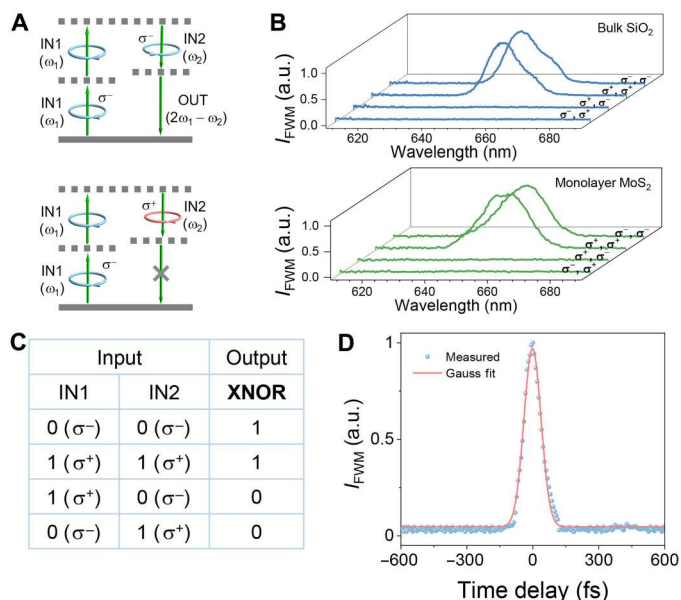 A
IN1
(ω₁)
σ⁻
IN2
(ω₂)
IN1
(ω₁)
σ⁻
OUT
(2ω₁ − ω₂)
IN1
(ω₁)
σ⁺
IN2
(ω₂)
IN1
(ω₁)
σ⁻
B
Bulk SiO₂
I_FWM (a.u.)
1.0
0.5
0.0
σ⁻, σ⁻
σ⁺, σ⁺
σ⁺, σ⁻
σ⁻, σ⁺
620 640 660 680
Wavelength (nm)
Monolayer MoS₂
I_FWM (a.u.)
1.0
0.5
0.0
σ⁻, σ⁻
σ⁺, σ⁺
σ⁺, σ⁻
σ⁻, σ⁺
620 640 660 680
Wavelength (nm)
C
Input Output
IN1 IN2 XNOR
0 (σ⁻) 0 (σ⁻) 1
1 (σ⁺) 1 (σ⁺) 1
1 (σ⁺) 0 (σ⁻) 0
0 (σ⁻) 1 (σ⁺) 0
D
Measured
Gauss fit
I_FWM (a.u.)
1
0.5
0
−600 −300 0 300 600
Time delay (fs)